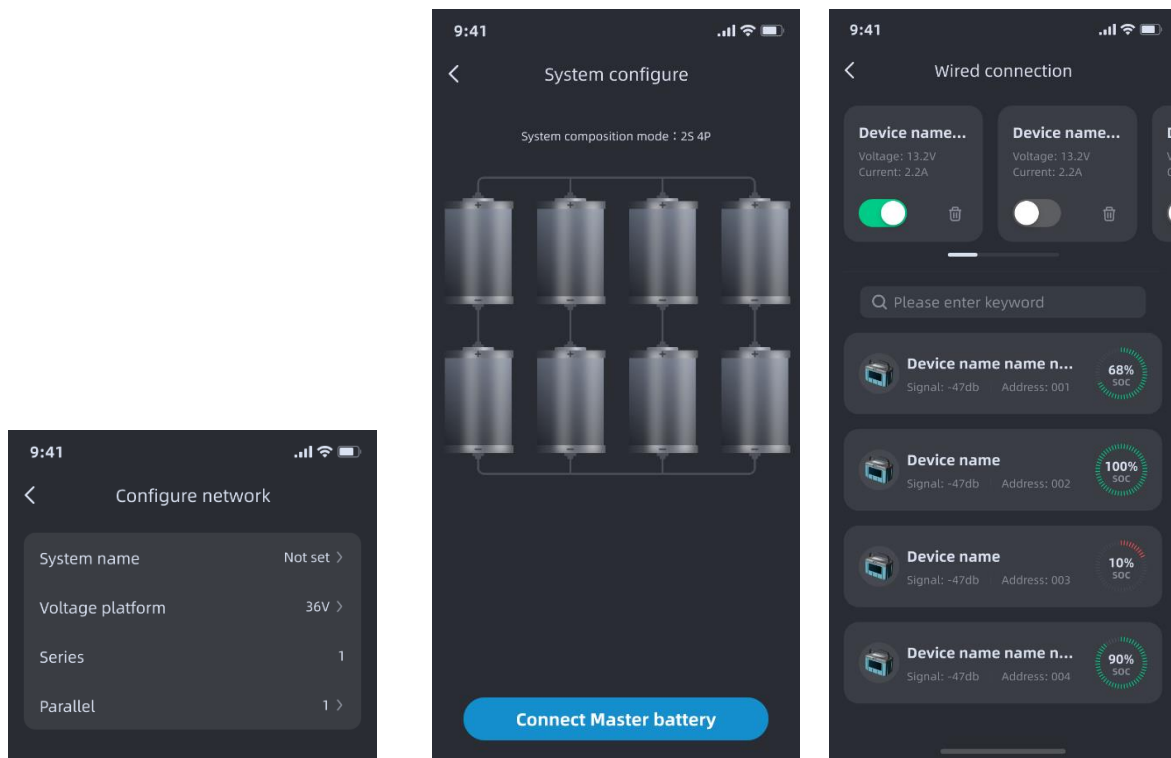 9:41
Configure network
System name Not set
Voltage platform 36V
Series 1
Parallel 1
9:41
System configure
System composition mode：2S 4P
+ + + +
- - - -
+ + + +
- - - -
Connect Master battery
9:41
Wired connection
Device name... Device name...
Voltage: 13.2V Voltage: 13.2V
Current: 2.2A Current: 2.2A
Please enter keyword
Device name name n...
Signal: -47db Address: 001
68%
SOC
Device name
Signal: -47db Address: 002
100%
SOC
Device name
Signal: -47db Address: 003
10%
SOC
Device name name n...
Signal: -47db Address: 004
90%
SOC